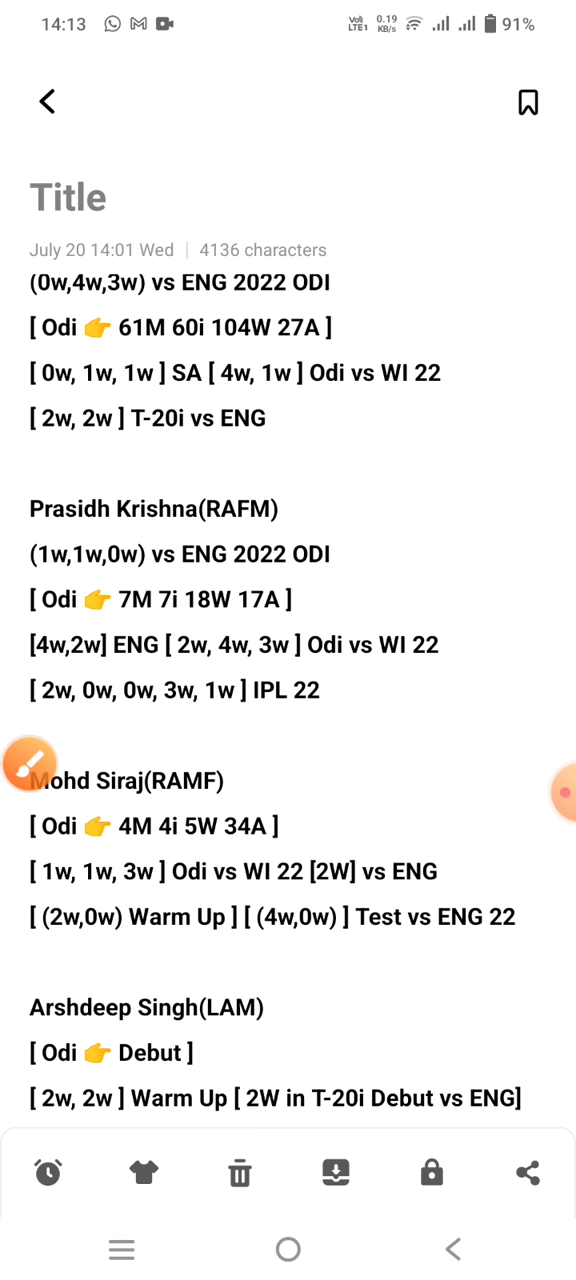 14:13
Vo) LTE1 0.19 KB/s 91%
Title
July 20 14:01 Wed | 4136 characters
(0w,4w,3w) vs ENG 2022 ODI
[ Odi 👉 61M 60i 104W 27A ]
[ 0w, 1w, 1w ] SA [ 4w, 1w ] Odi vs WI 22
[ 2w, 2w ] T-20i vs ENG
Prasidh Krishna(RAFM)
(1w,1w,0w) vs ENG 2022 ODI
[ Odi 👉 7M 7i 18W 17A ]
[4w,2w] ENG [ 2w, 4w, 3w ] Odi vs WI 22
[ 2w, 0w, 0w, 3w, 1w ] IPL 22
Mohd Siraj(RAMF)
[ Odi 👉 4M 4i 5W 34A ]
[ 1w, 1w, 3w ] Odi vs WI 22 [2W] vs ENG
[ (2w,0w) Warm Up ] [ (4w,0w) ] Test vs ENG 22
Arshdeep Singh(LAM)
[ Odi 👉 Debut ]
[ 2w, 2w ] Warm Up [ 2W in T-20i Debut vs ENG]